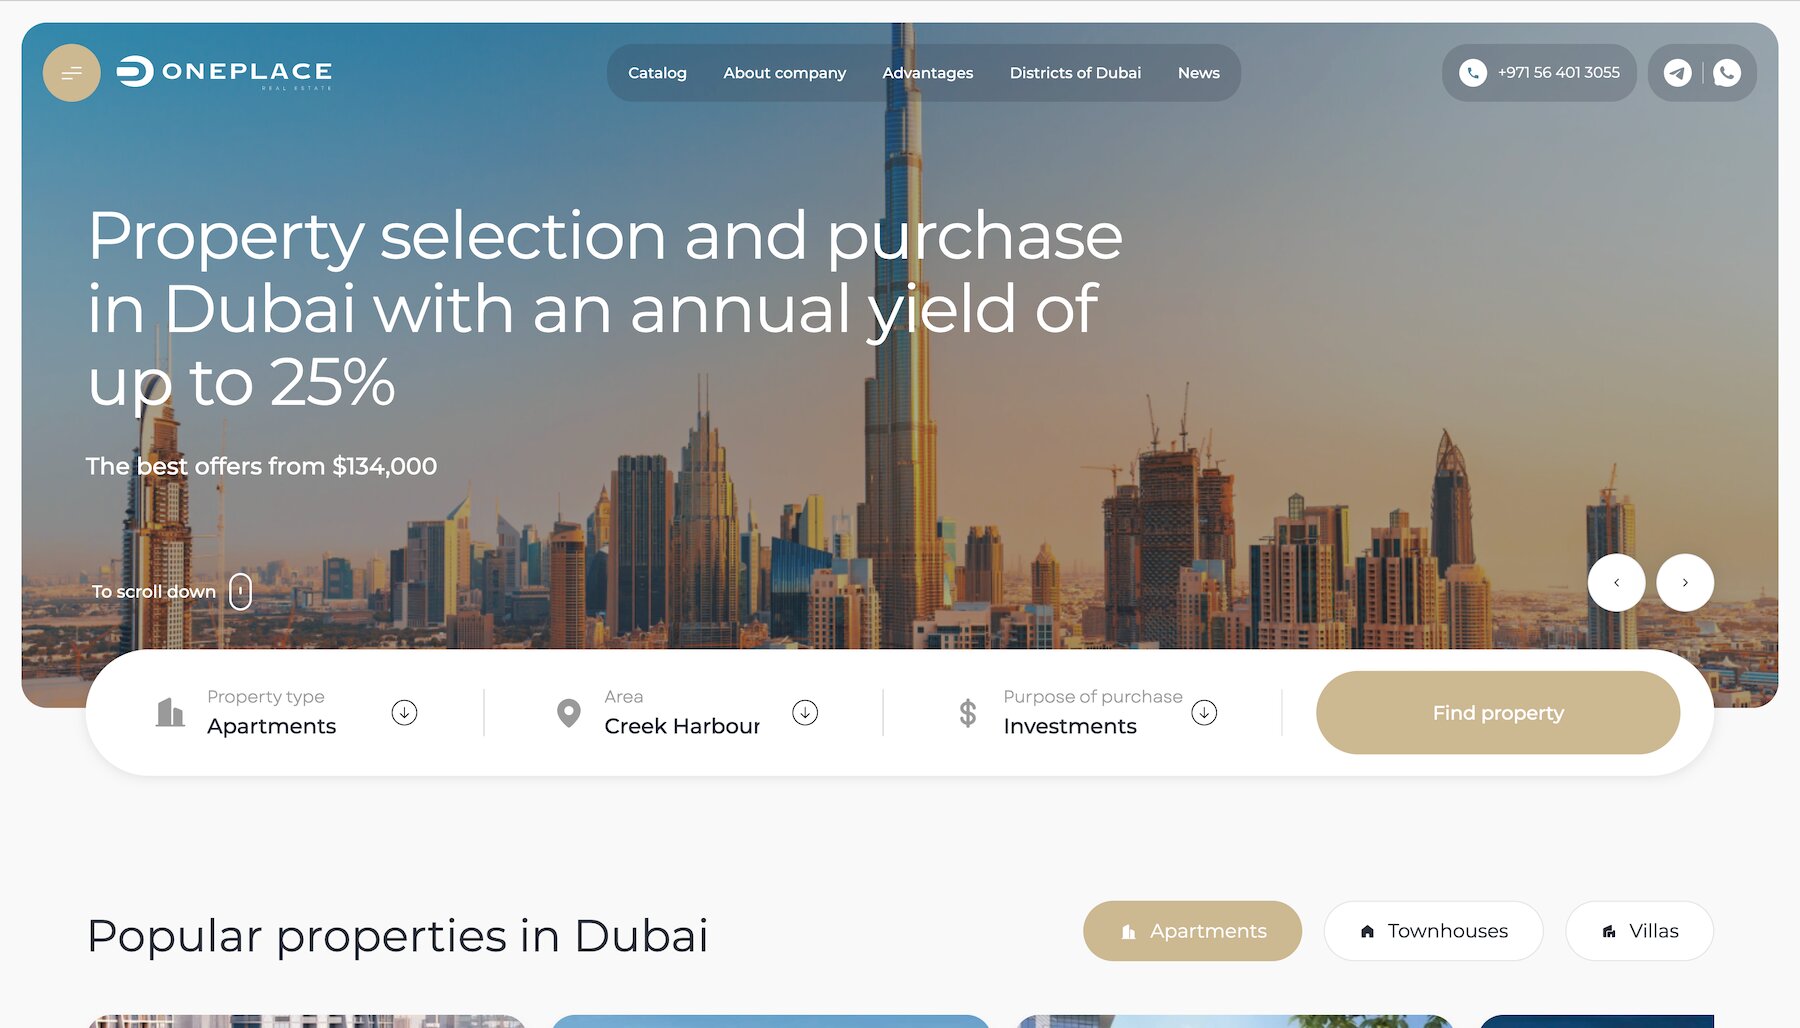 ONEPLACE
REAL ESTATE
Catalog
About company
Advantages
Districts of Dubai
News
+971 56 401 3055
Property selection and purchase
in Dubai with an annual yield of
up to 25%
The best offers from $134,000
To scroll down
Property type
Apartments
Area
Creek Harbour
Purpose of purchase
Investments
Find property
Popular properties in Dubai
Apartments
Townhouses
Villas